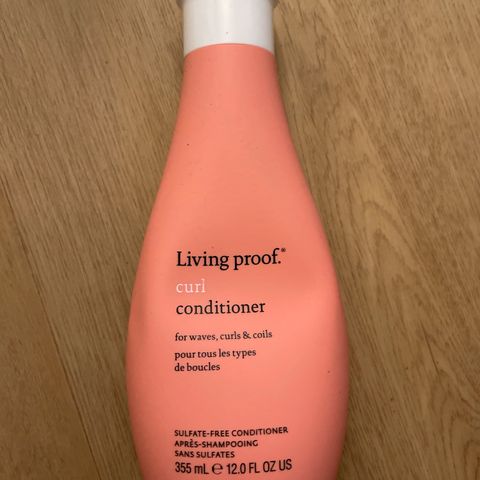 Living proof.®
curl
conditioner
for waves, curls & coils
pour tous les types
de boucles
SULFATE-FREE CONDITIONER
APRÈS-SHAMPOOING
SANS SULFATES
355 mL ℮ 12.0 FL OZ US